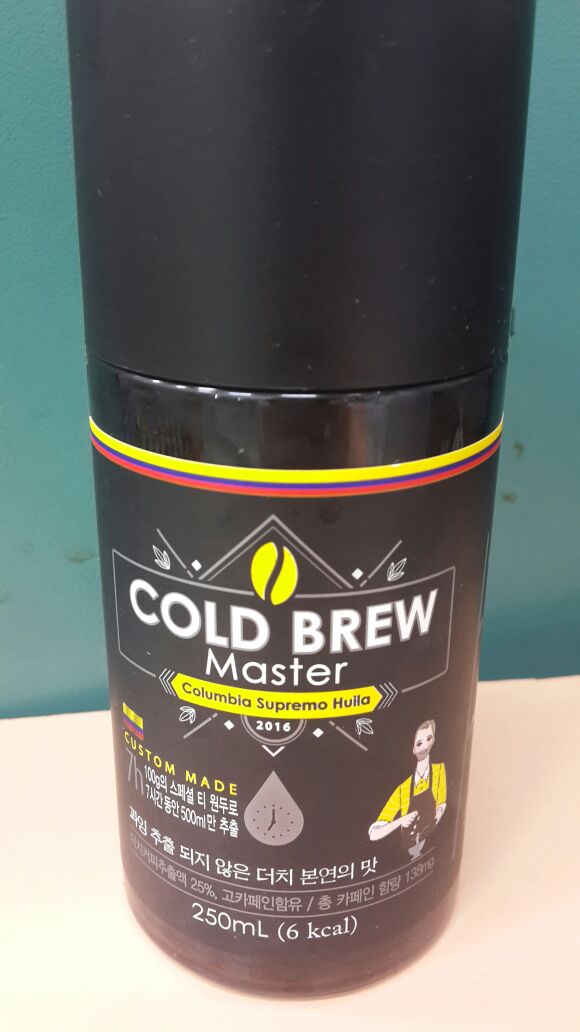 COLD BREW
Master
Columbia Supremo Huila
2016
CUSTOM MADE
7h
100g의 스페셜 티 원두로
7시간 동안 500ml만 추출
과잉 추출 되지 않은 더치 본연의 맛
더치커피추출액 25%, 고카페인함유 / 총 카페인 함량 138mg
250mL (6 kcal)